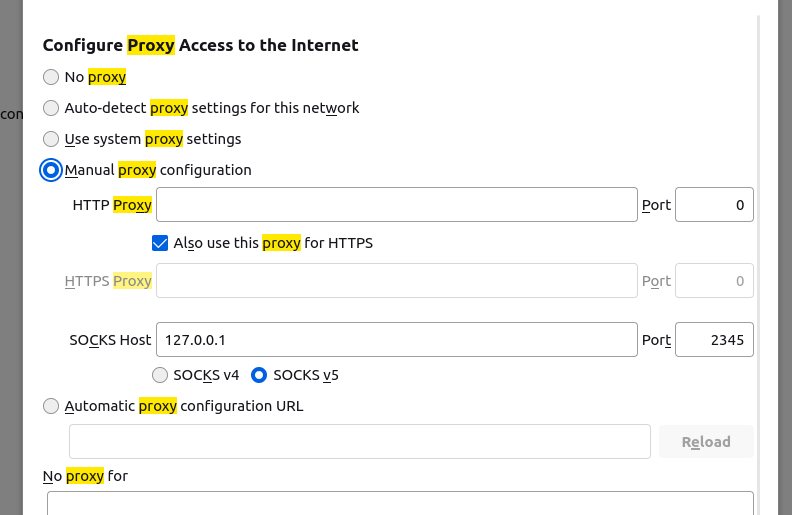 Configure Proxy Access to the Internet
No proxy
con
Auto-detect proxy settings for this network
Use system proxy settings
Manual proxy configuration
HTTP Proxy Port 0
Also use this proxy for HTTPS
HTTPS Proxy Port 0
SOCKS Host 127.0.0.1 Port 2345
SOCKS v4 SOCKS v5
Automatic proxy configuration URL
Reload
No proxy for